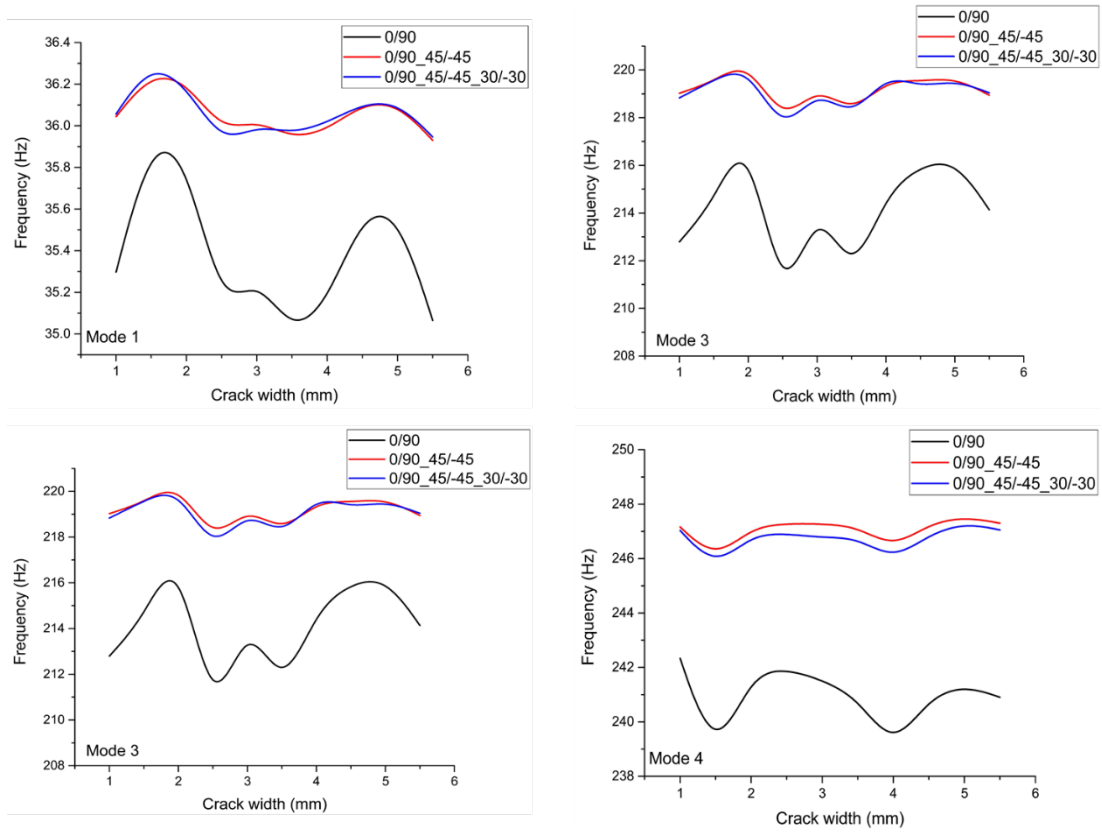 0/90
0/90_45/-45
0/90_45/-45_30/-30
36.4
36.2
36.0
35.8
35.6
35.4
35.2
35.0
Frequency (Hz)
Mode 1
1 2 3 4 5 6
Crack width (mm)
0/90
0/90_45/-45
0/90_45/-45_30/-30
220
218
216
214
212
210
208
Frequency (Hz)
Mode 3
1 2 3 4 5 6
Crack width (mm)
0/90
0/90_45/-45
0/90_45/-45_30/-30
220
218
216
214
212
210
208
Frequency (Hz)
Mode 3
1 2 3 4 5 6
Crack width (mm)
0/90
0/90_45/-45
0/90_45/-45_30/-30
250
248
246
244
242
240
238
Frequency (Hz)
Mode 4
1 2 3 4 5 6
Crack width (mm)